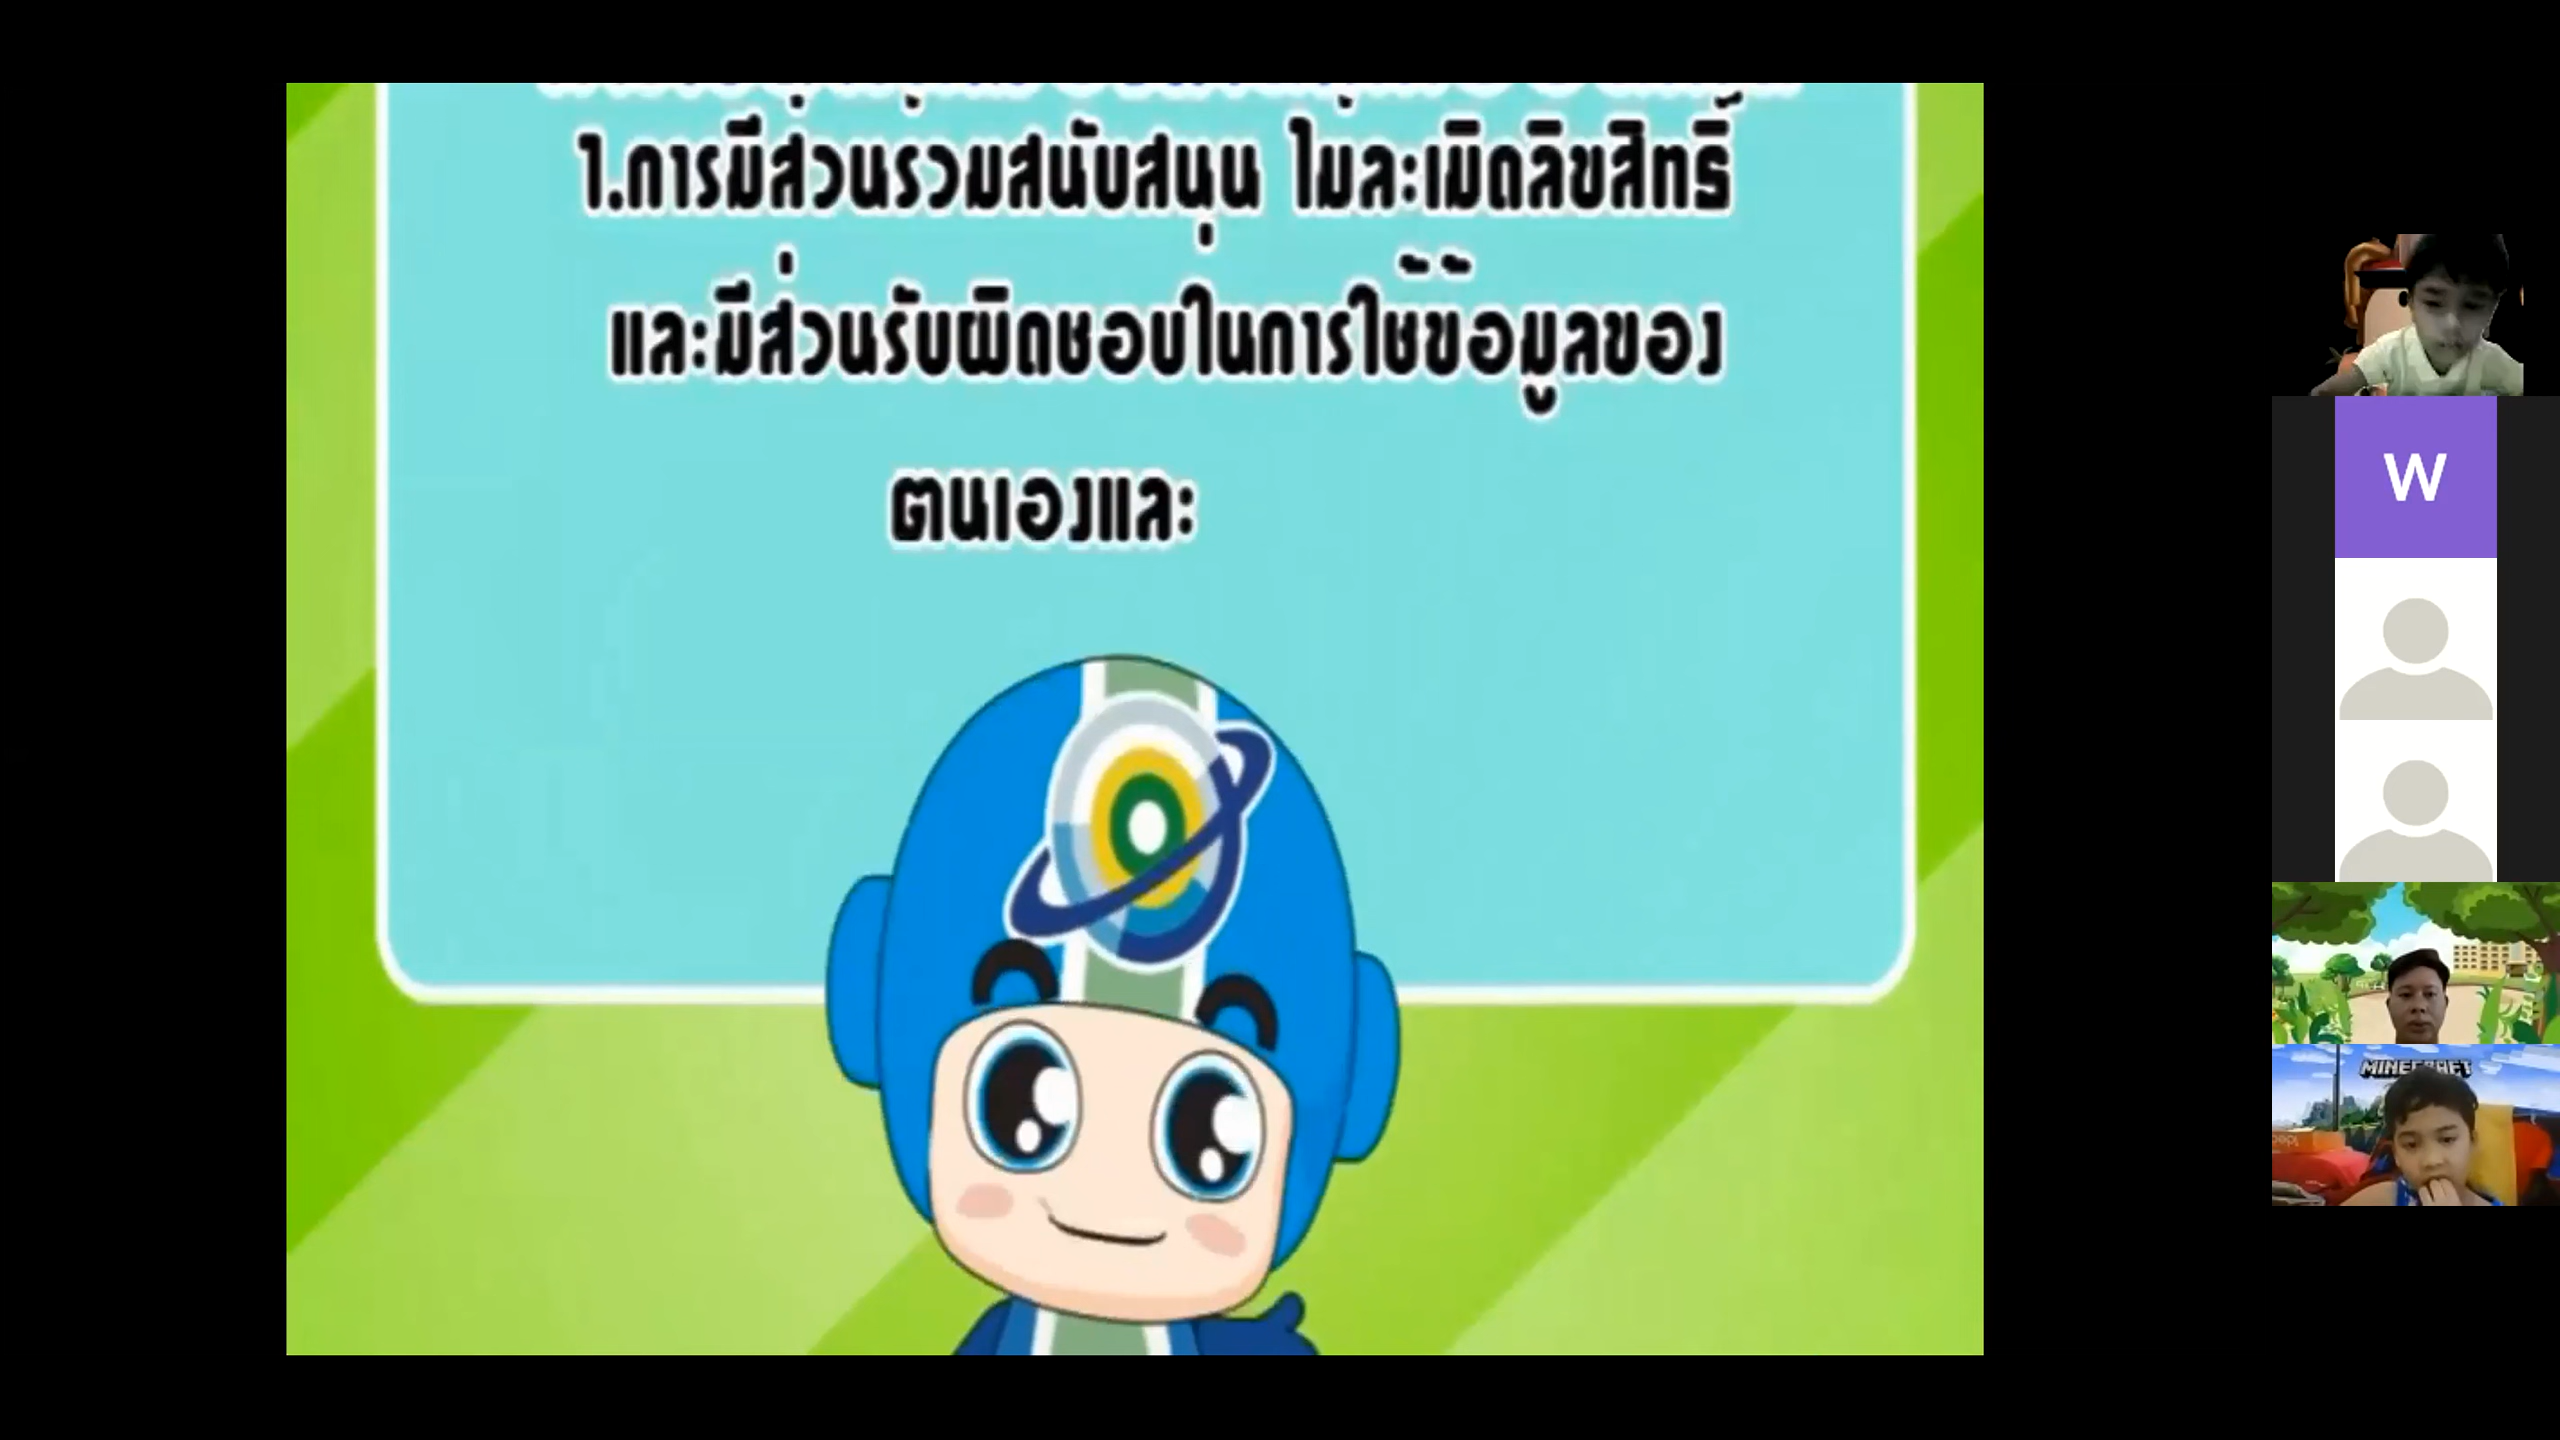 1.การมีส่วนร่วมสนับสนุน ไม่ละเมิดลิขสิทธิ์
และมีส่วนรับผิดชอบในการใช้ข้อมูลของ
ตนเองและ
W
MINECRAFT